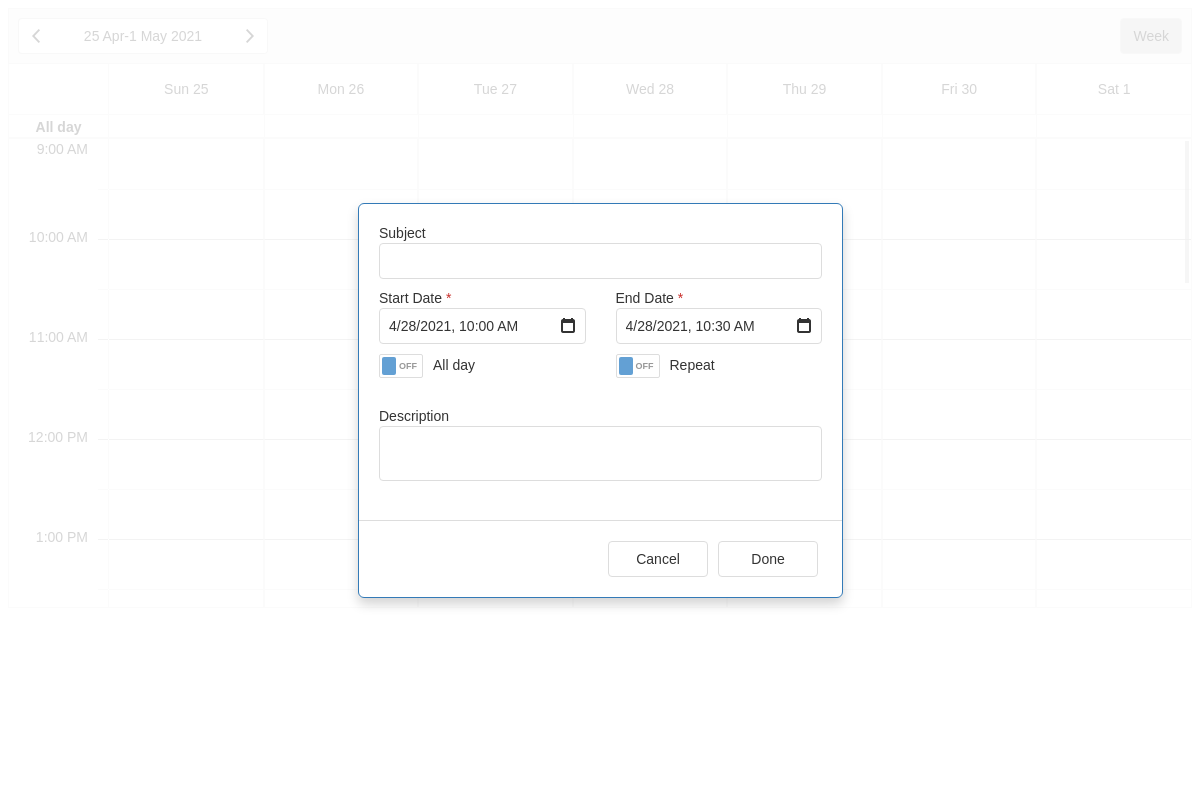 25 Apr-1 May 2021
Week
Sun 25
Mon 26
Tue 27
Wed 28
Thu 29
Fri 30
Sat 1
All day
9:00 AM
10:00 AM
11:00 AM
12:00 PM
1:00 PM
Subject
Start Date *
End Date *
4/28/2021, 10:00 AM
4/28/2021, 10:30 AM
OFF All day
OFF Repeat
Description
Cancel
Done